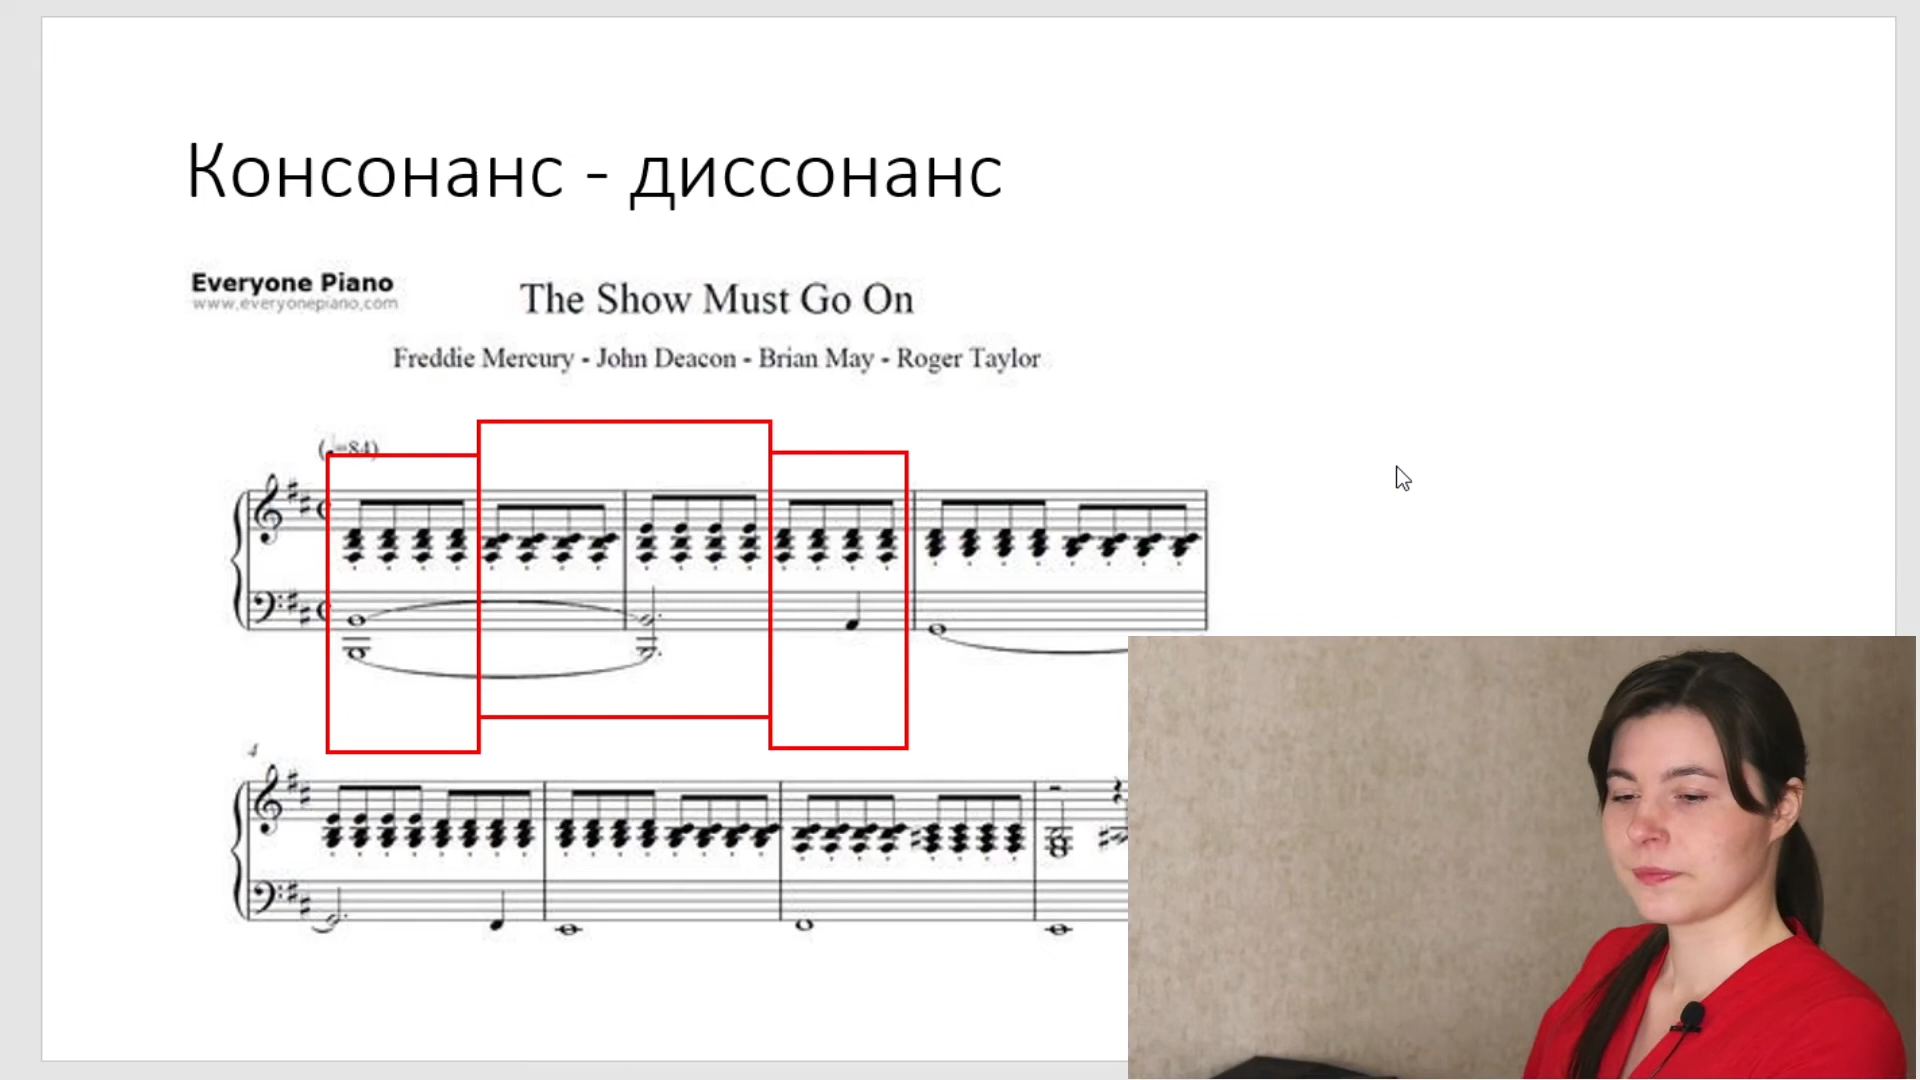 Консонанс - диссонанс
Everyone Piano
www.everyonepiano.com
The Show Must Go On
Freddie Mercury - John Deacon - Brian May - Roger Taylor
(♩=84)
4